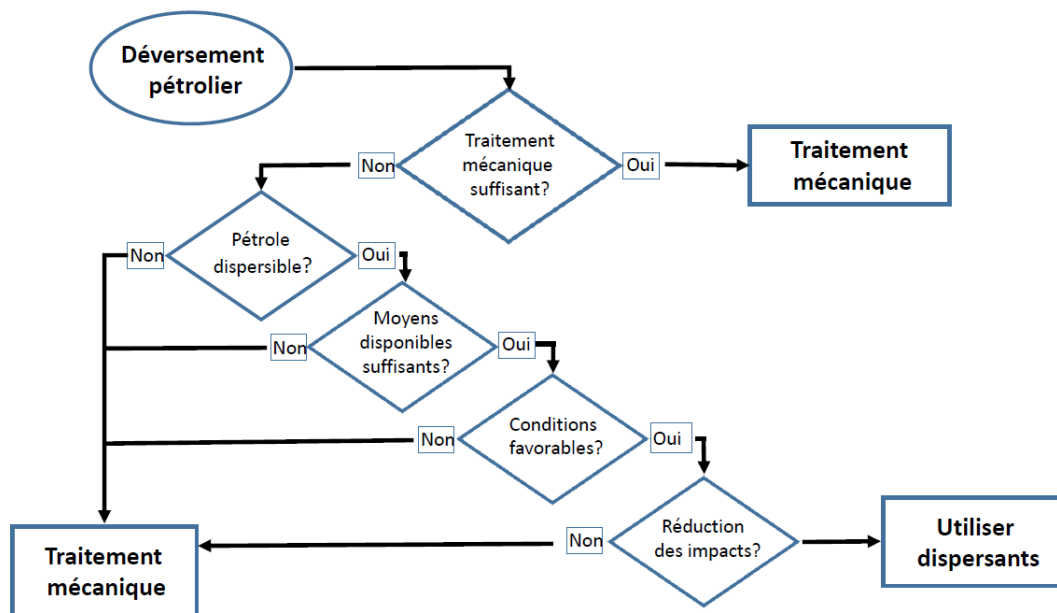 Déversement
pétrolier
Traitement
mécanique
suffisant?
Non
Oui
Traitement
mécanique
Pétrole
dispersible?
Non
Oui
Moyens
disponibles
suffisants?
Non
Oui
Conditions
favorables?
Non
Oui
Réduction
des impacts?
Non
Utiliser
dispersants
Traitement
mécanique